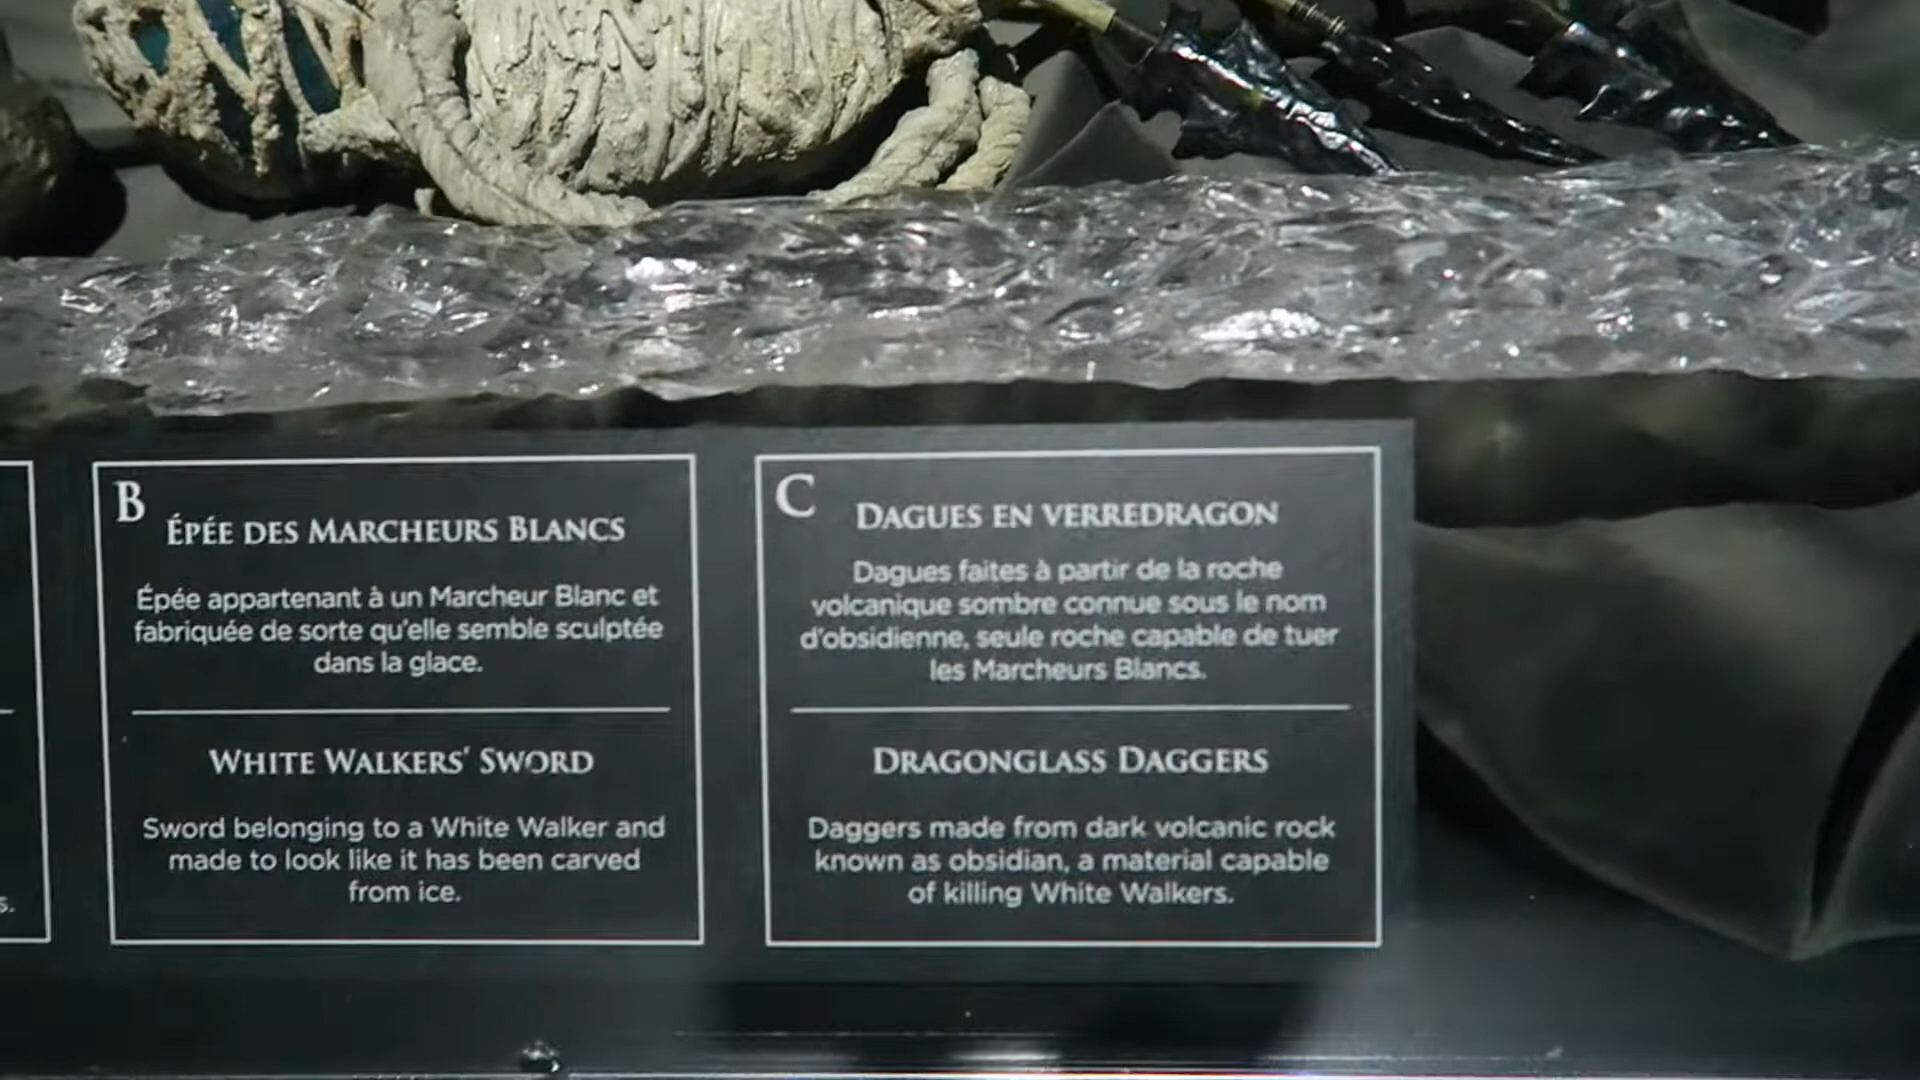 B
ÉPÉE DES MARCHEURS BLANCS
Épée appartenant à un Marcheur Blanc et
fabriquée de sorte qu'elle semble sculptée
dans la glace.
WHITE WALKERS' SWORD
Sword belonging to a White Walker and
made to look like it has been carved
from ice.
C
DAGUES EN VERREDRAGON
Dagues faites à partir de la roche
volcanique sombre connue sous le nom
d'obsidienne, seule roche capable de tuer
les Marcheurs Blancs.
DRAGONGLASS DAGGERS
Daggers made from dark volcanic rock
known as obsidian, a material capable
of killing White Walkers.